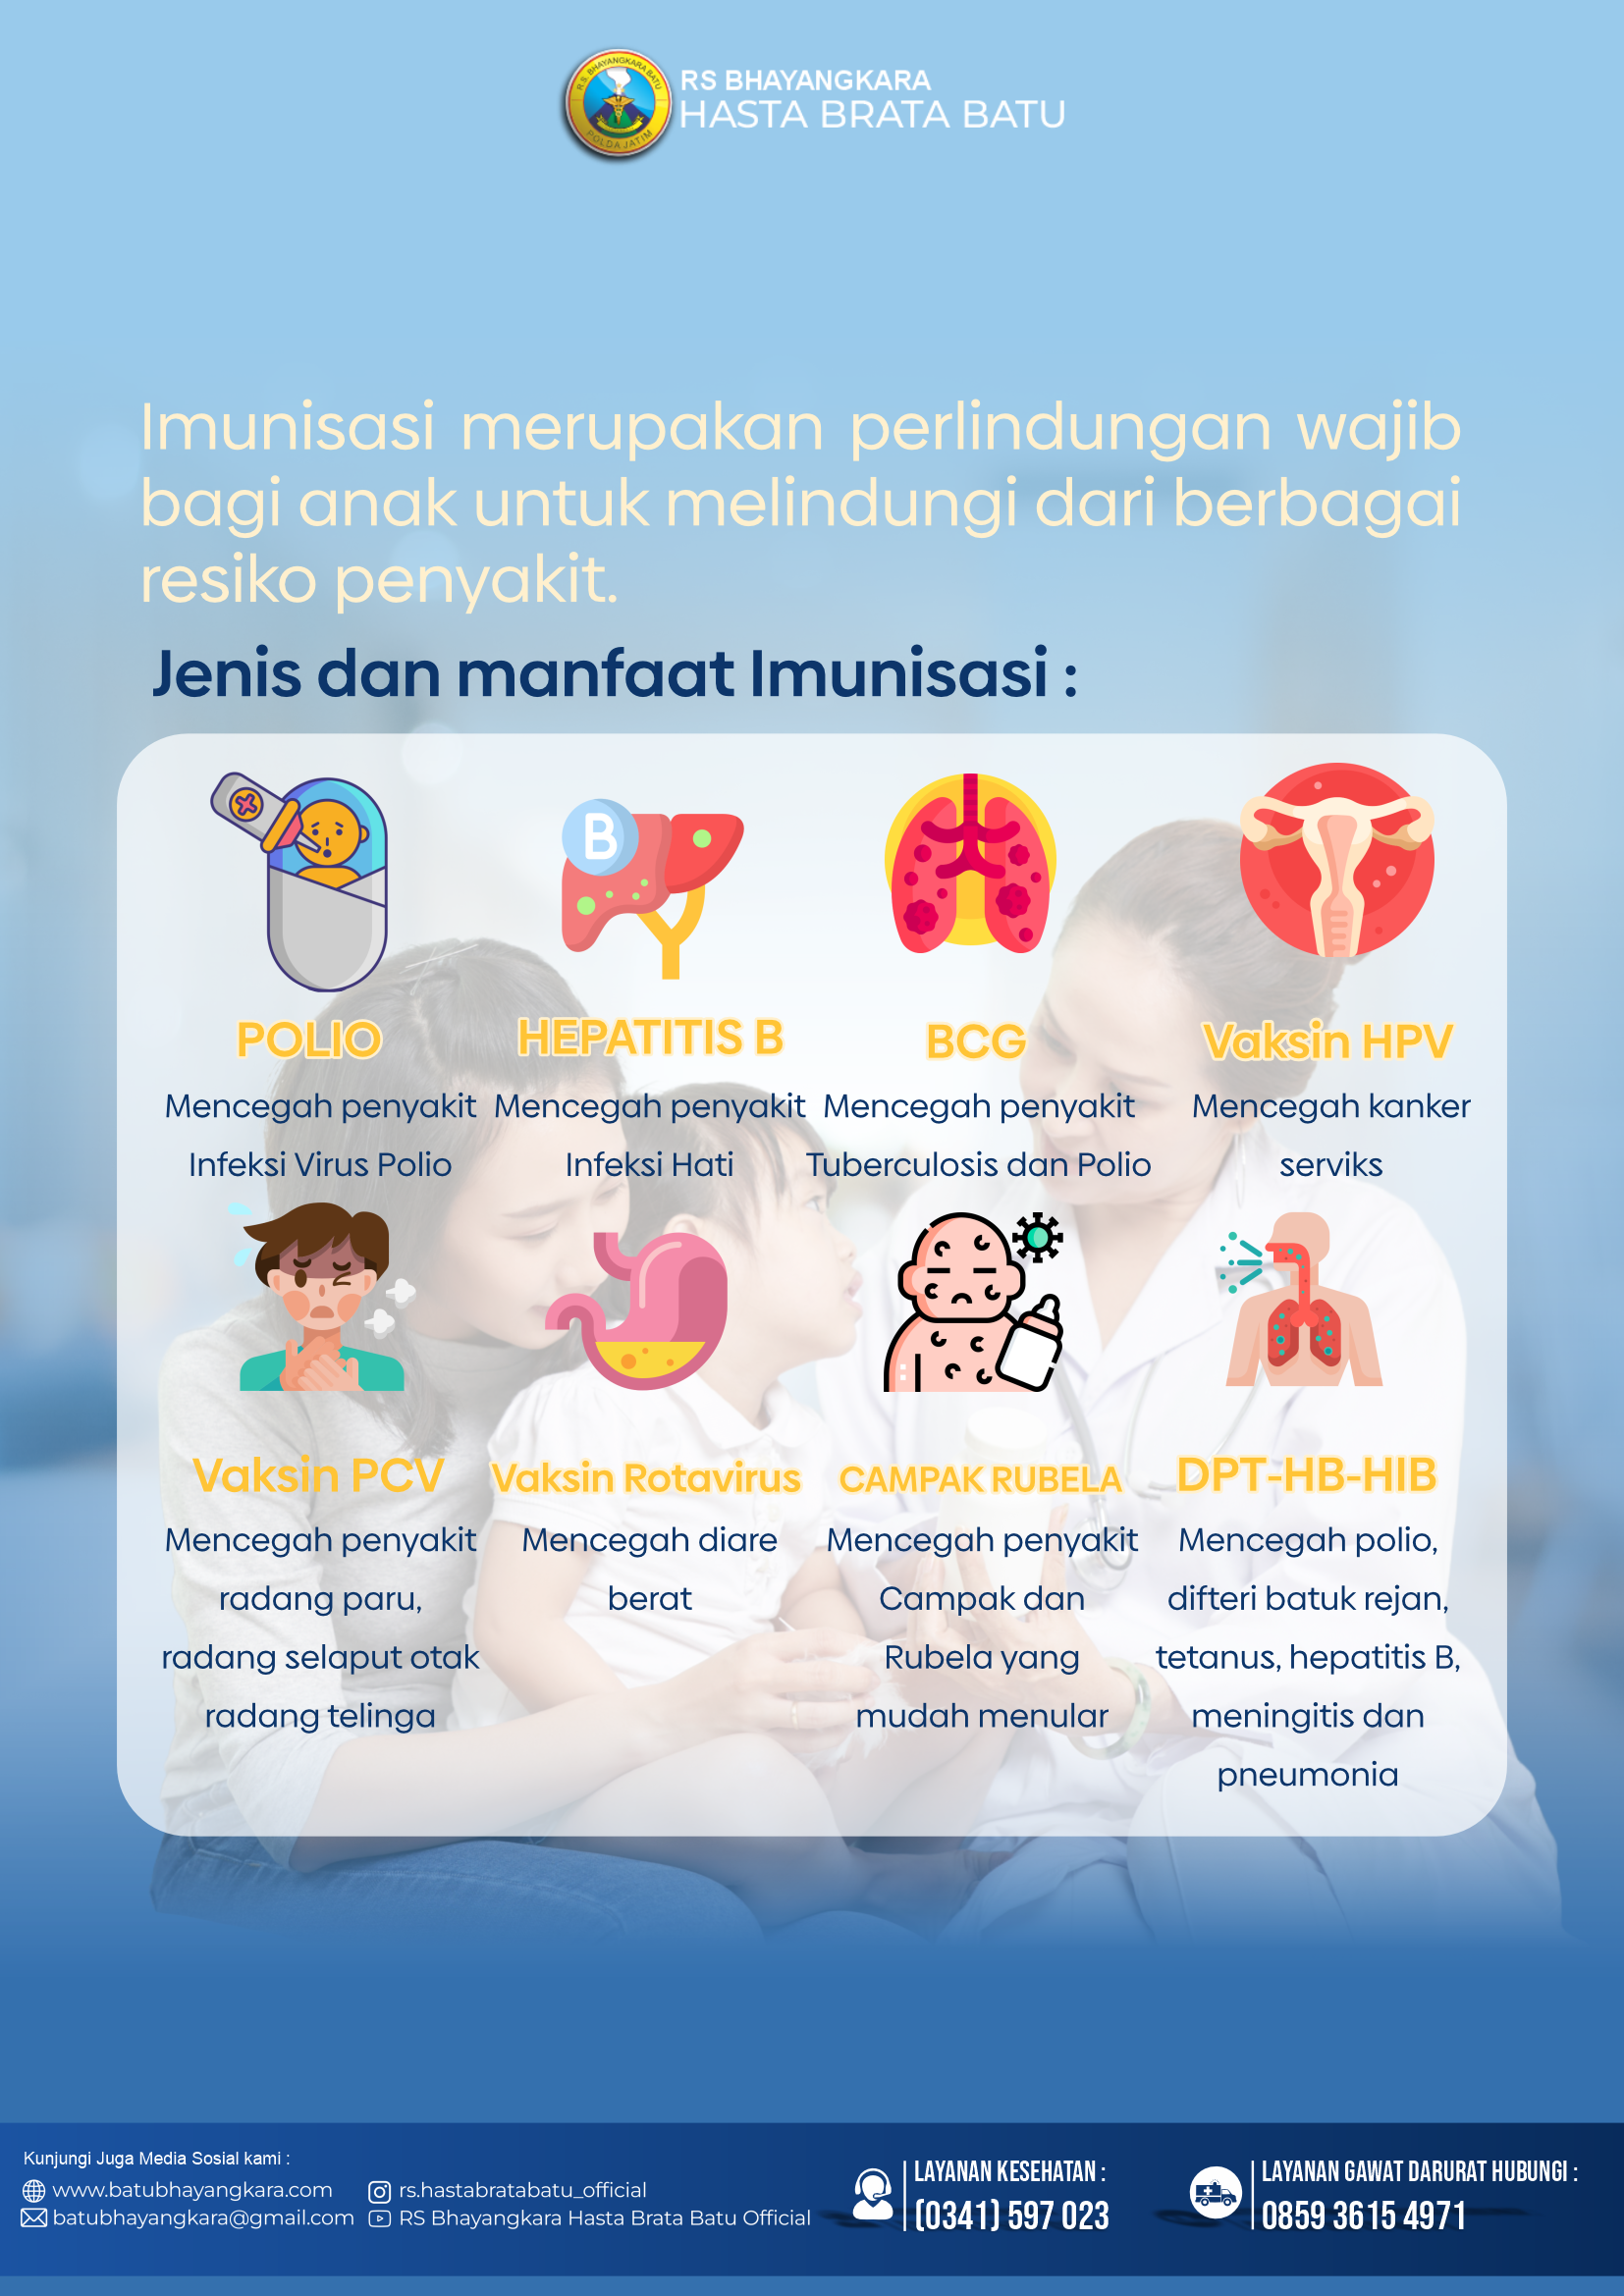 R.S. BHAYANGKARA BATU
POLDA JATIM
RS BHAYANGKARA
HASTA BRATA BATU
Imunisasi merupakan perlindungan wajib
bagi anak untuk melindungi dari berbagai
resiko penyakit.
Jenis dan manfaat Imunisasi :
B
POLIO
Mencegah penyakit
Infeksi Virus Polio
HEPATITIS B
Mencegah penyakit
Infeksi Hati
BCG
Mencegah penyakit
Tuberculosis dan Polio
Vaksin HPV
Mencegah kanker
serviks
Vaksin PCV
Mencegah penyakit
radang paru,
radang selaput otak
radang telinga
Vaksin Rotavirus
Mencegah diare
berat
CAMPAK RUBELA
Mencegah penyakit
Campak dan
Rubela yang
mudah menular
DPT-HB-HIB
Mencegah polio,
difteri batuk rejan,
tetanus, hepatitis B,
meningitis dan
pneumonia
Kunjungi Juga Media Sosial kami :
www.batubhayangkara.com
batubhayangkara@gmail.com
rs.hastabratabatu_official
RS Bhayangkara Hasta Brata Batu Official
LAYANAN KESEHATAN :
(0341) 597 023
LAYANAN GAWAT DARURAT HUBUNGI :
0859 3615 4971